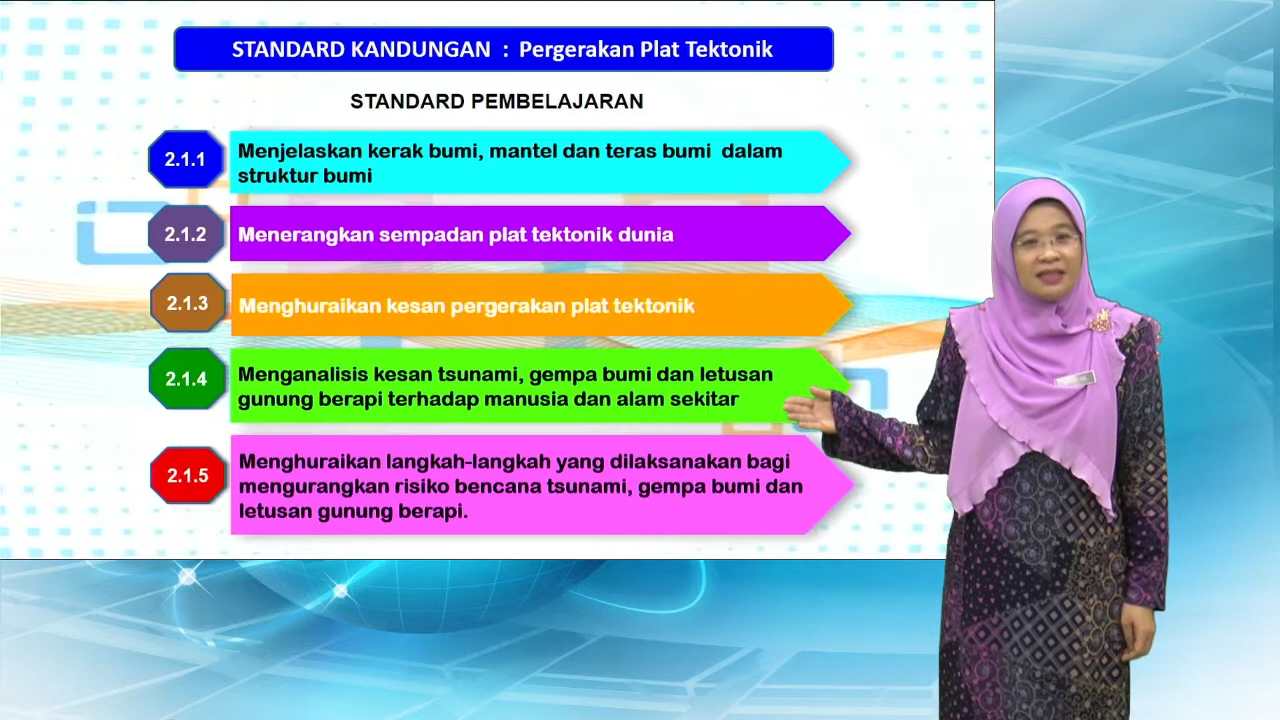 STANDARD KANDUNGAN : Pergerakan Plat Tektonik
STANDARD PEMBELAJARAN
2.1.1
Menjelaskan kerak bumi, mantel dan teras bumi dalam
struktur bumi
2.1.2
Menerangkan sempadan plat tektonik dunia
2.1.3
Menghuraikan kesan pergerakan plat tektonik
2.1.4
Menganalisis kesan tsunami, gempa bumi dan letusan
gunung berapi terhadap manusia dan alam sekitar
2.1.5
Menghuraikan langkah-langkah yang dilaksanakan bagi
mengurangkan risiko bencana tsunami, gempa bumi dan
letusan gunung berapi.